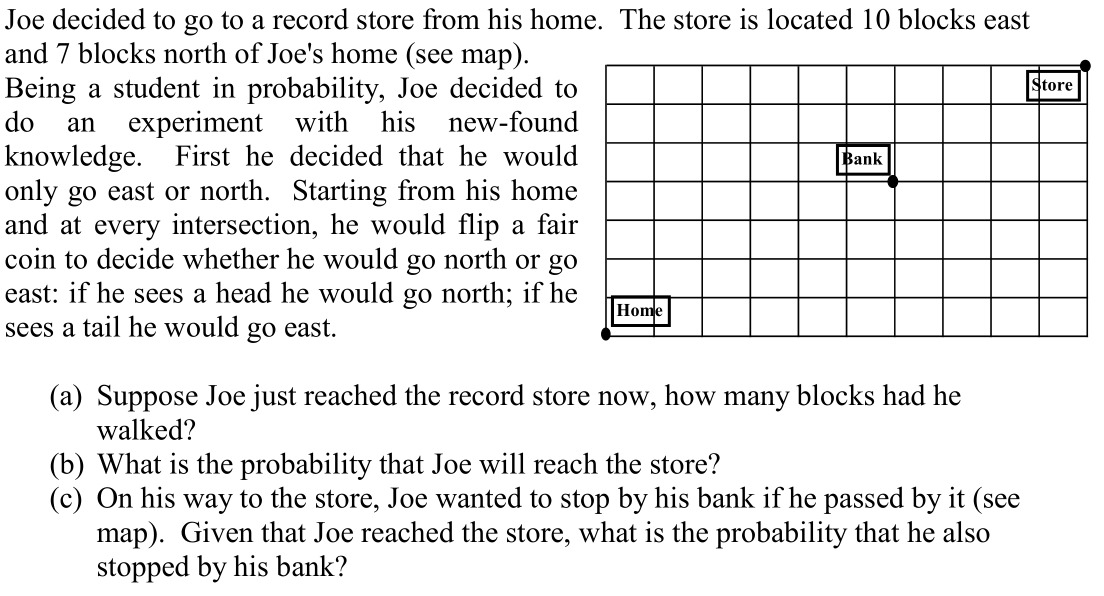 Joe decided to go to a record store from his home. The store is located 10 blocks east
and 7 blocks north of Joe's home (see map).
Being a student in probability, Joe decided to
do an experiment with his new-found
knowledge. First he decided that he would
only go east or north. Starting from his home
and at every intersection, he would flip a fair
coin to decide whether he would go north or go
east: if he sees a head he would go north; if he
sees a tail he would go east.
Store
Bank
Home
(a) Suppose Joe just reached the record store now, how many blocks had he
walked?
(b) What is the probability that Joe will reach the store?
(c) On his way to the store, Joe wanted to stop by his bank if he passed by it (see
map). Given that Joe reached the store, what is the probability that he also
stopped by his bank?